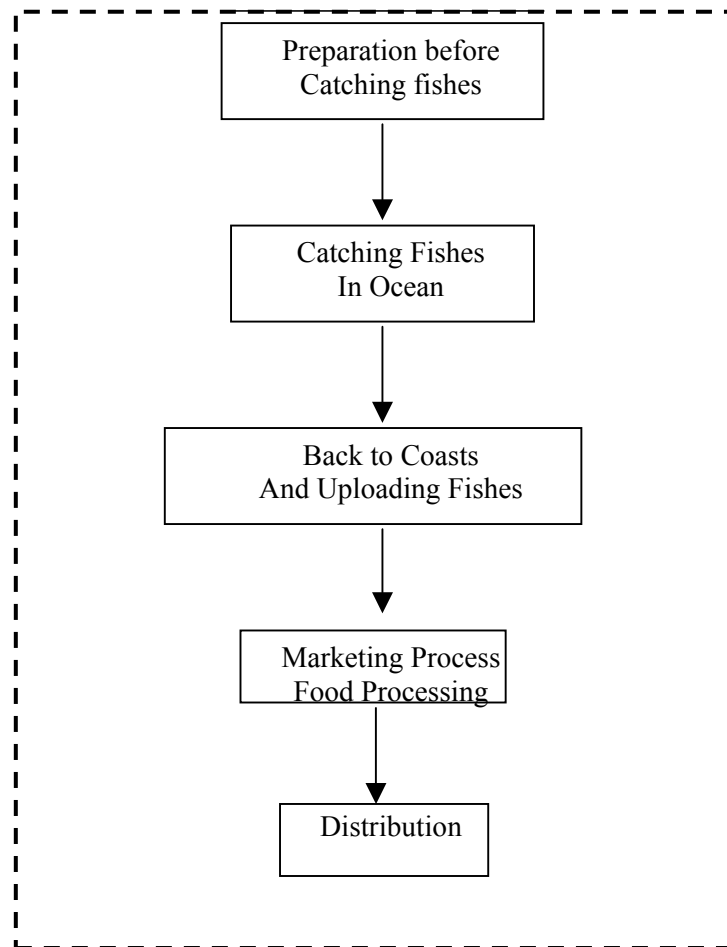 Preparation before
Catching fishes
Catching Fishes
In Ocean
Back to Coasts
And Uploading Fishes
Marketing Process
Food Processing
Distribution